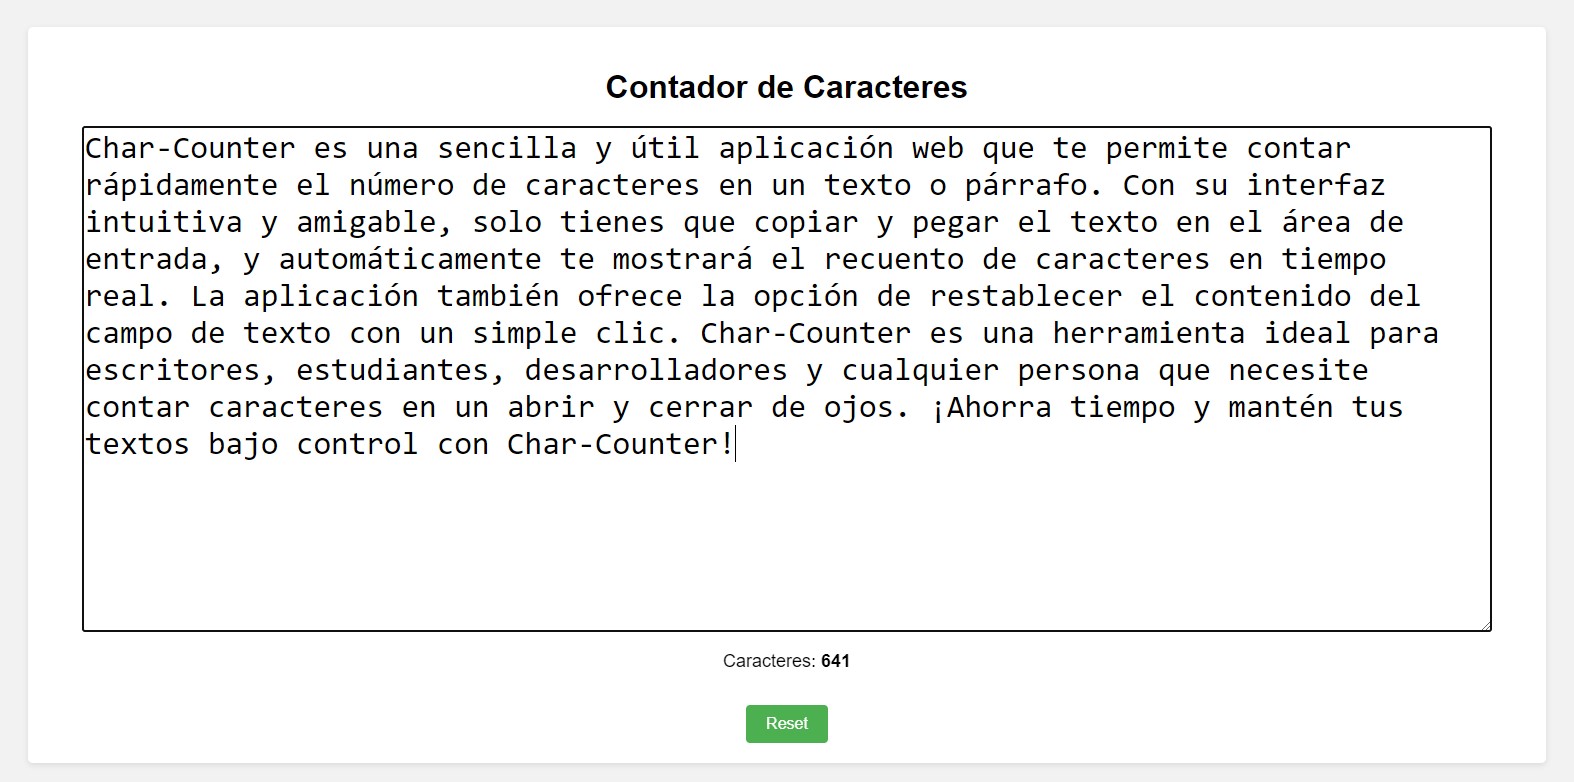 Contador de Caracteres
Char-Counter es una sencilla y útil aplicación web que te permite contar
rápidamente el número de caracteres en un texto o párrafo. Con su interfaz
intuitiva y amigable, solo tienes que copiar y pegar el texto en el área de
entrada, y automáticamente te mostrará el recuento de caracteres en tiempo
real. La aplicación también ofrece la opción de restablecer el contenido del
campo de texto con un simple clic. Char-Counter es una herramienta ideal para
escritores, estudiantes, desarrolladores y cualquier persona que necesite
contar caracteres en un abrir y cerrar de ojos. ¡Ahorra tiempo y mantén tus
textos bajo control con Char-Counter!
Caracteres: 641
Reset